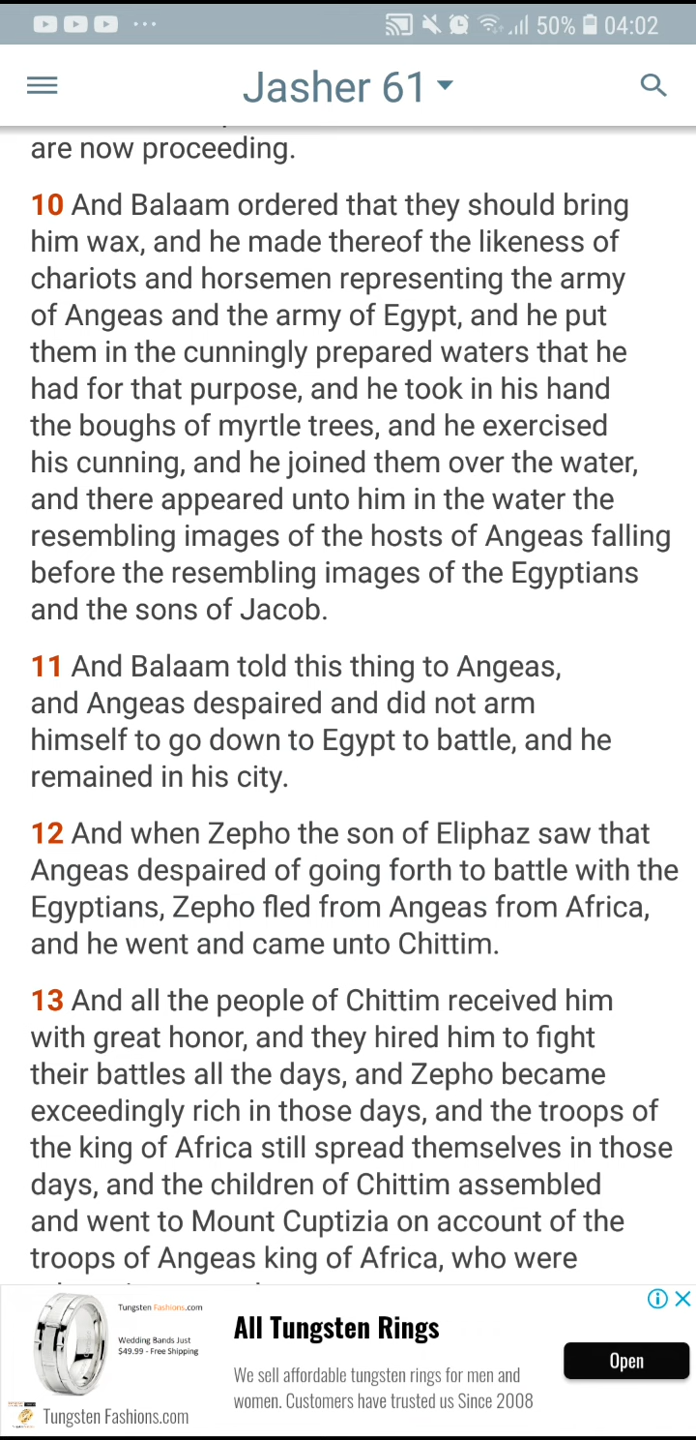 50% 04:02
Jasher 61
are now proceeding.
10 And Balaam ordered that they should bring
him wax, and he made thereof the likeness of
chariots and horsemen representing the army
of Angeas and the army of Egypt, and he put
them in the cunningly prepared waters that he
had for that purpose, and he took in his hand
the boughs of myrtle trees, and he exercised
his cunning, and he joined them over the water,
and there appeared unto him in the water the
resembling images of the hosts of Angeas falling
before the resembling images of the Egyptians
and the sons of Jacob.
11 And Balaam told this thing to Angeas,
and Angeas despaired and did not arm
himself to go down to Egypt to battle, and he
remained in his city.
12 And when Zepho the son of Eliphaz saw that
Angeas despaired of going forth to battle with the
Egyptians, Zepho fled from Angeas from Africa,
and he went and came unto Chittim.
13 And all the people of Chittim received him
with great honor, and they hired him to fight
their battles all the days, and Zepho became
exceedingly rich in those days, and the troops of
the king of Africa still spread themselves in those
days, and the children of Chittim assembled
and went to Mount Cuptizia on account of the
troops of Angeas king of Africa, who were
Tungsten Fashions.com
Wedding Bands Just
$49.99 - Free Shipping
Tungsten Fashions.com
All Tungsten Rings
We sell affordable tungsten rings for men and
women. Customers have trusted us Since 2008
Open